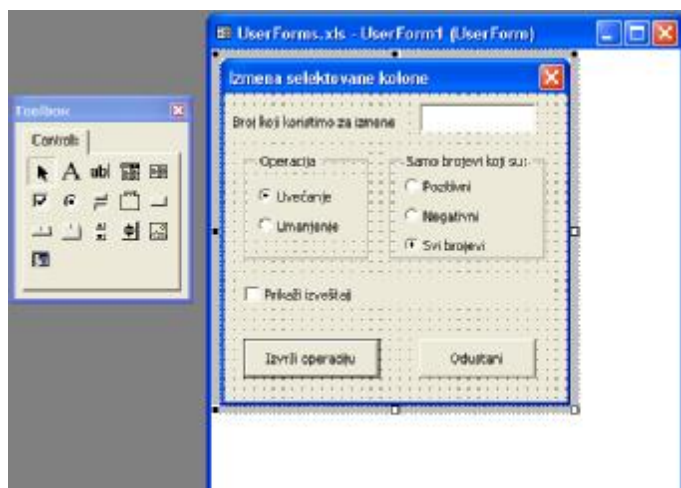 UserForms.xls - UserForm1 (UserForm)
Izmena selektovane kolone
Toolbox
Controls
Broj koji koristimo za izmene
Operacija
Uvećanje
Umanjenje
Samo brojevi koji su:
Pozitivni
Negativni
Svi brojevi
Prikaži izveštaj
Izvrši operaciju
Odustani
A
abl